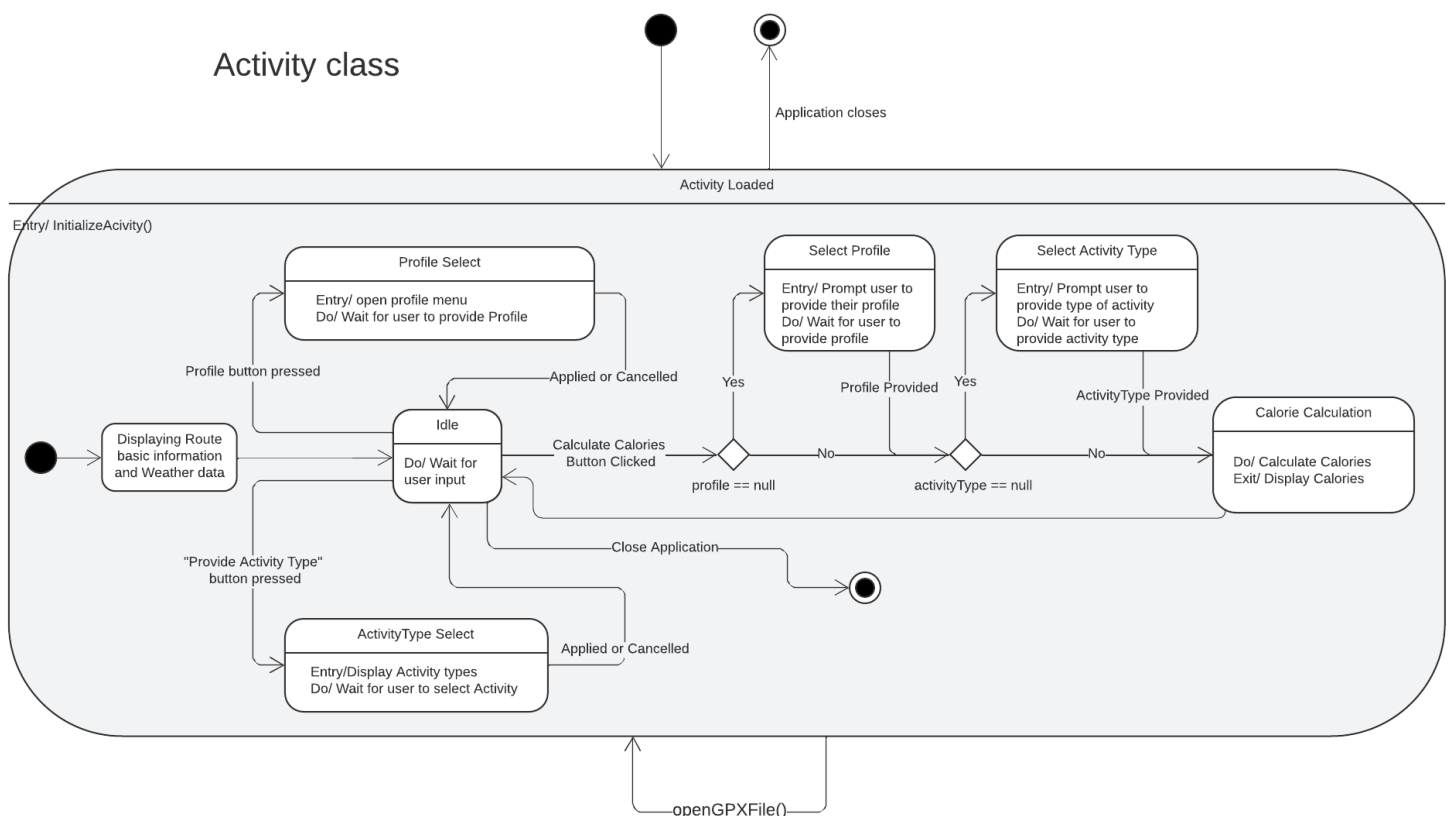 Activity class
Application closes
Activity Loaded
Entry/ InitializeAcivity()
Profile Select
Entry/ open profile menu
Do/ Wait for user to provide Profile
Select Profile
Entry/ Prompt user to
provide their profile
Do/ Wait for user to
provide profile
Select Activity Type
Entry/ Prompt user to
provide type of activity
Do/ Wait for user to
provide activity type
Profile button pressed
Applied or Cancelled
Yes
Profile Provided
Yes
ActivityType Provided
Displaying Route
basic information
and Weather data
Idle
Do/ Wait for
user input
Calculate Calories
Button Clicked
profile == null
No
activityType == null
No
Calorie Calculation
Do/ Calculate Calories
Exit/ Display Calories
Close Application
"Provide Activity Type"
button pressed
ActivityType Select
Entry/Display Activity types
Do/ Wait for user to select Activity
Applied or Cancelled
openGPXFile()